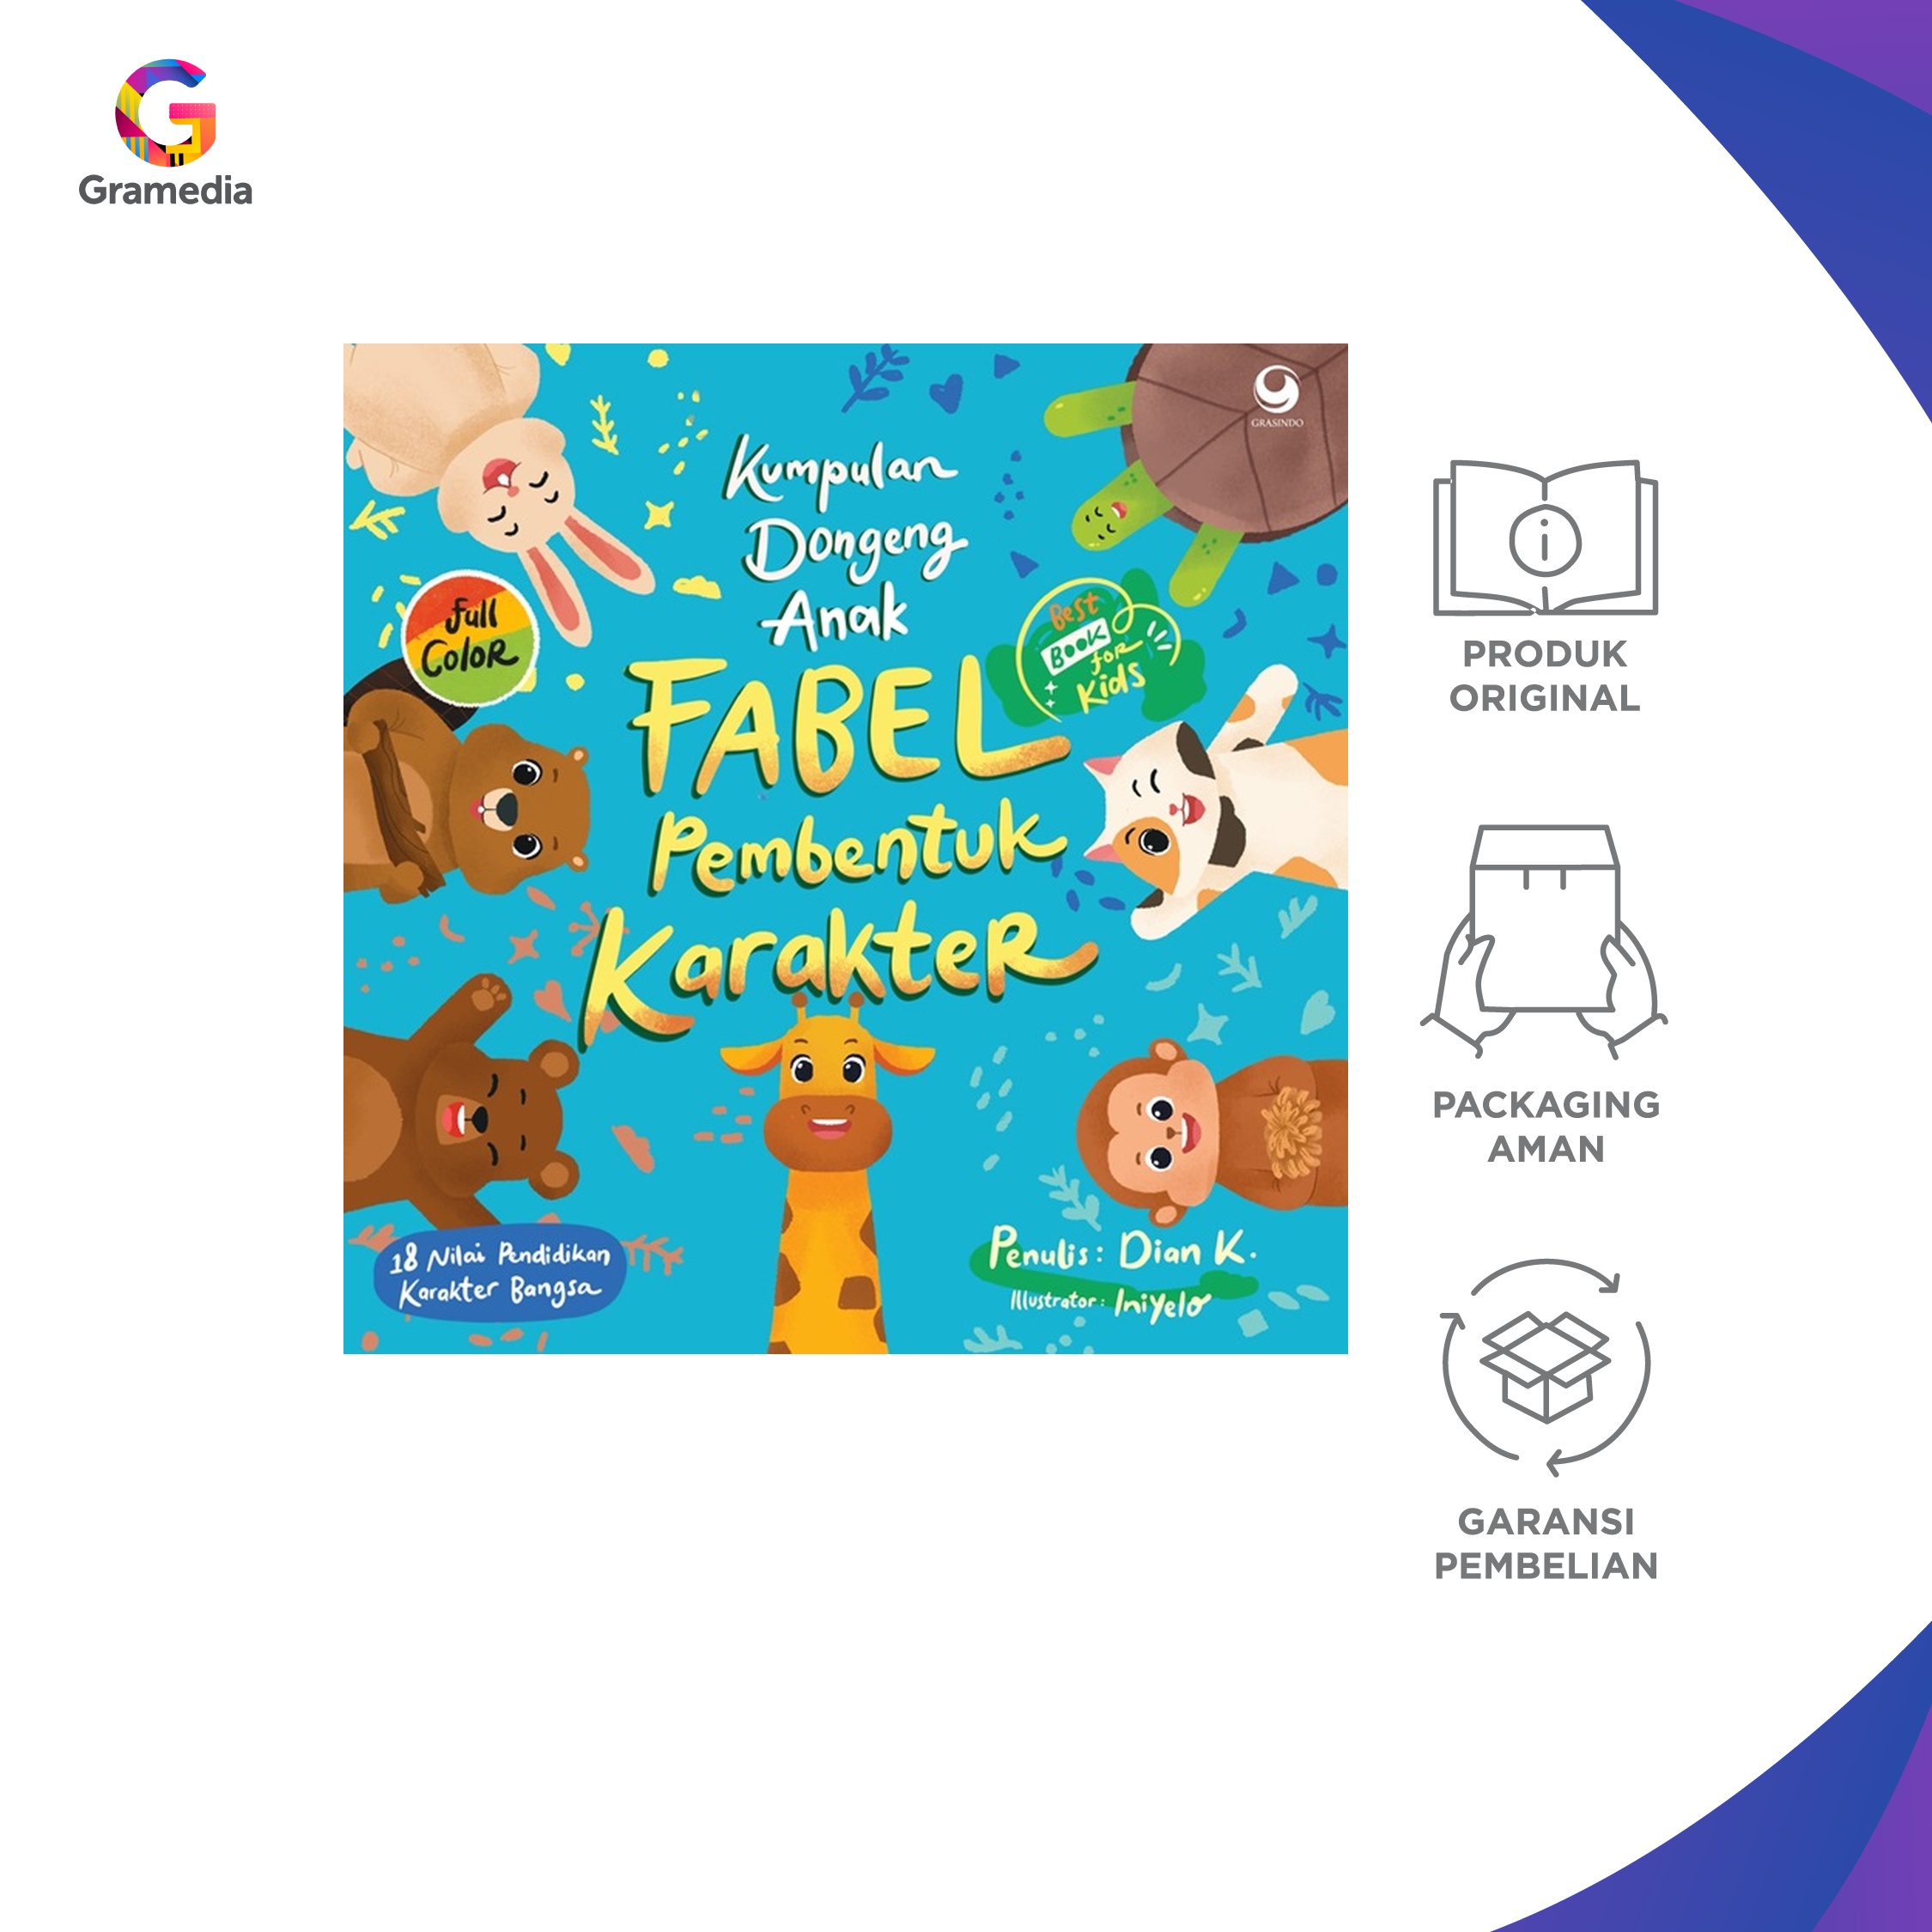 Gramedia
GRASINDO
Kumpulan
Dongeng
Anak
full
Color
Best
BOOK
for
Kids
FABEL
Pembentuk
Karakter
18 Nilai Pendidikan
Karakter Bangsa
Penulis: Dian K.
Illustrator: Iniyelo
PRODUK
ORIGINAL
PACKAGING
AMAN
GARANSI
PEMBELIAN